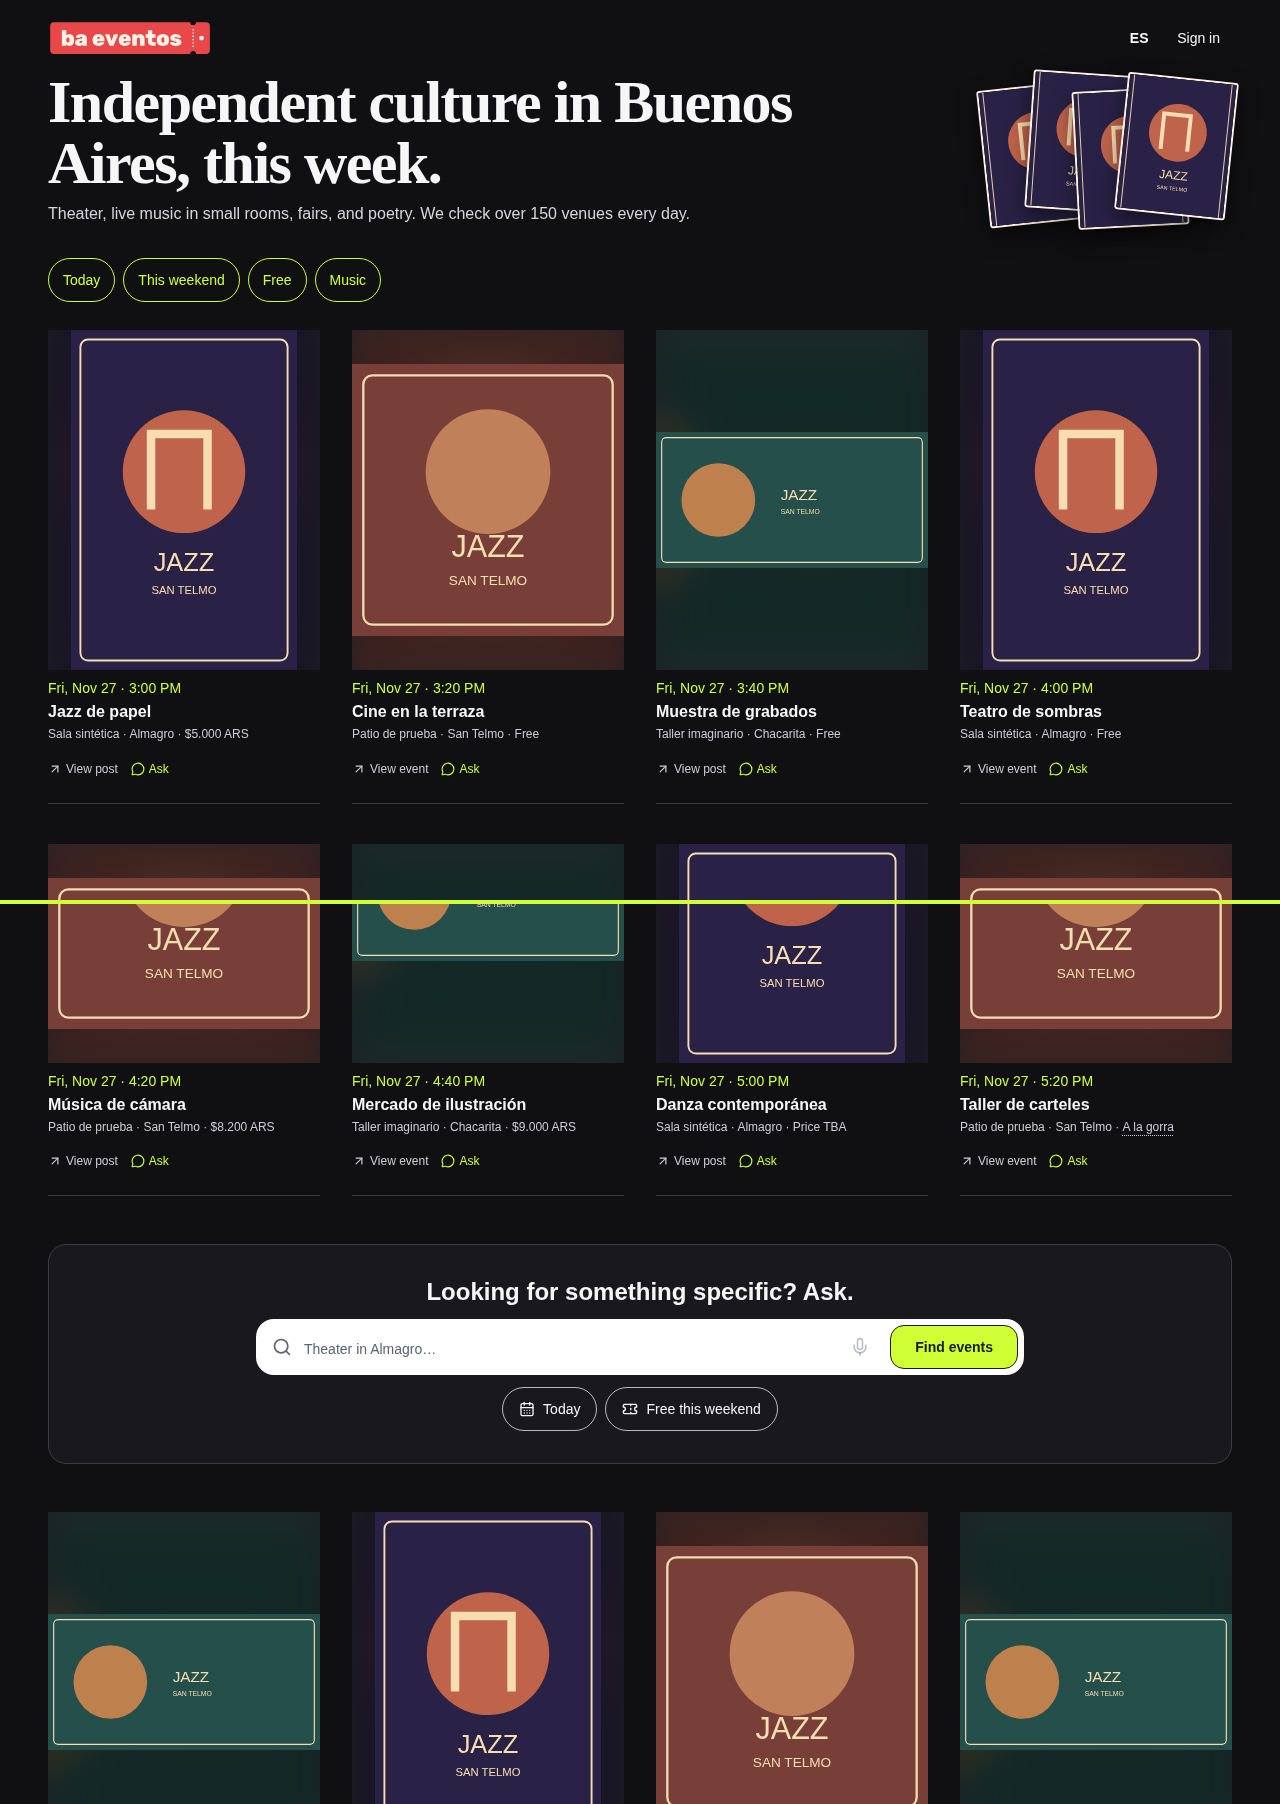 ba eventos
ES Sign in
Independent culture in Buenos
Aires, this week.
Theater, live music in small rooms, fairs, and poetry. We check over 150 venues every day.
JAZZ
SAN TELMO
Today This weekend Free Music
JAZZ
SAN TELMO
JAZZ
SAN TELMO
JAZZ
SAN TELMO
JAZZ
SAN TELMO
Fri, Nov 27 · 3:00 PM
Jazz de papel
Sala sintética · Almagro · $5.000 ARS
View post Ask
Fri, Nov 27 · 3:20 PM
Cine en la terraza
Patio de prueba · San Telmo · Free
View event Ask
Fri, Nov 27 · 3:40 PM
Muestra de grabados
Taller imaginario · Chacarita · Free
View post Ask
Fri, Nov 27 · 4:00 PM
Teatro de sombras
Sala sintética · Almagro · Free
View event Ask
JAZZ
SAN TELMO
SAN TELMO
JAZZ
SAN TELMO
JAZZ
SAN TELMO
Fri, Nov 27 · 4:20 PM
Música de cámara
Patio de prueba · San Telmo · $8.200 ARS
View post Ask
Fri, Nov 27 · 4:40 PM
Mercado de ilustración
Taller imaginario · Chacarita · $9.000 ARS
View event Ask
Fri, Nov 27 · 5:00 PM
Danza contemporánea
Sala sintética · Almagro · Price TBA
View post Ask
Fri, Nov 27 · 5:20 PM
Taller de carteles
Patio de prueba · San Telmo · A la gorra
View event Ask
Looking for something specific? Ask.
Theater in Almagro…
Find events
Today Free this weekend
JAZZ
SAN TELMO
JAZZ
SAN TELMO
JAZZ
SAN TELMO
JAZZ
SAN TELMO